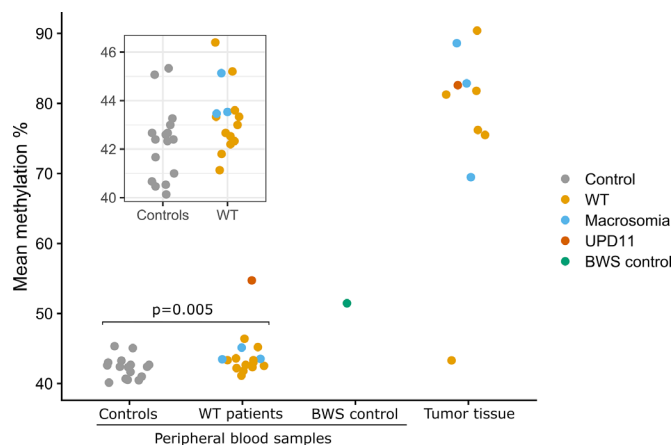 90
80
70
60
50
40
Mean methylation %
46
44
42
40
Controls WT
p=0.005
Control
WT
Macrosomia
UPD11
BWS control
Controls WT patients BWS control Tumor tissue
Peripheral blood samples